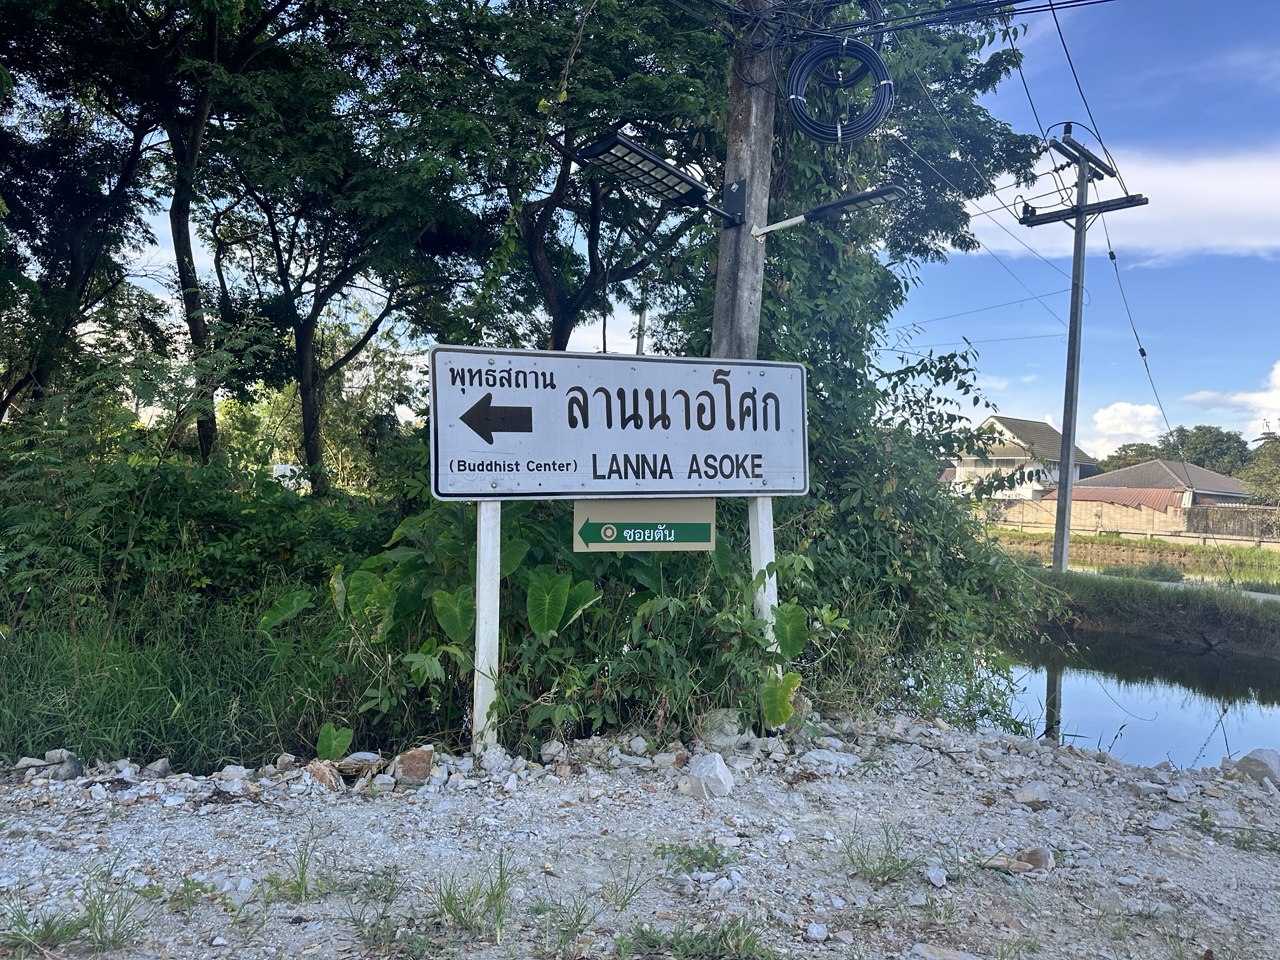 พุทธสถาน
ลานนาอโศก
(Buddhist Center) LANNA ASOKE
ซอยตัน